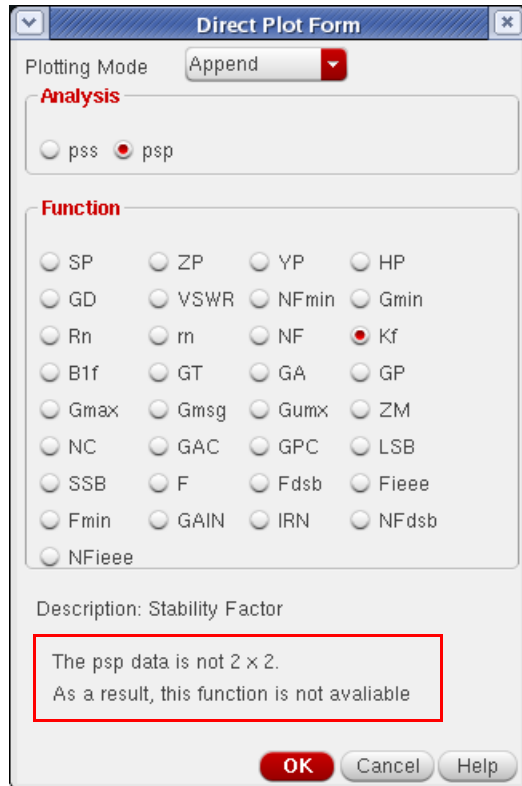 Direct Plot Form
Plotting Mode Append
Analysis
pss psp
Function
SP ZP YP HP
GD VSWR NFmin Gmin
Rn rn NF Kf
B1f GT GA GP
Gmax Gmsg Gumx ZM
NC GAC GPC LSB
SSB F Fdsb Fieee
Fmin GAIN IRN NFdsb
NFieee
Description: Stability Factor
The psp data is not 2 × 2.
As a result, this function is not avaliable
OK Cancel Help